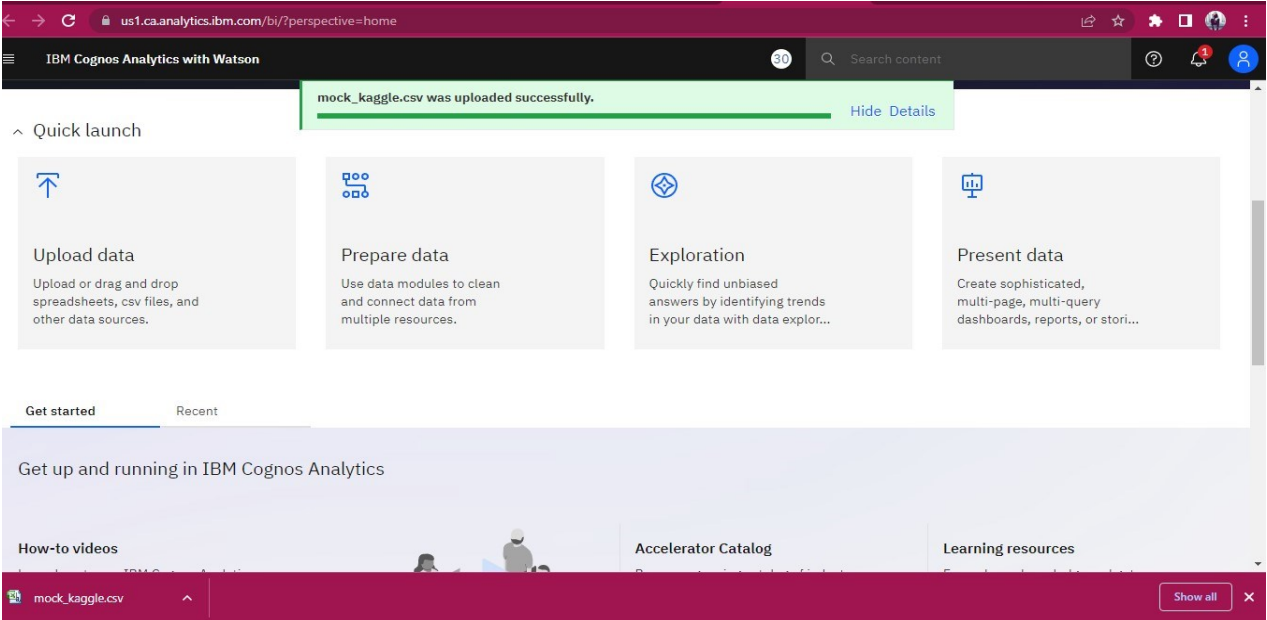 us1.ca.analytics.ibm.com/bi/?perspective=home
IBM Cognos Analytics with Watson
30
Search content
1
mock_kaggle.csv was uploaded successfully.
Hide Details
Quick launch
Upload data
Upload or drag and drop
spreadsheets, csv files, and
other data sources.
Prepare data
Use data modules to clean
and connect data from
multiple resources.
Exploration
Quickly find unbiased
answers by identifying trends
in your data with data explor...
Present data
Create sophisticated,
multi-page, multi-query
dashboards, reports, or stori...
Get started
Recent
Get up and running in IBM Cognos Analytics
How-to videos
Accelerator Catalog
Learning resources
mock_kaggle.csv
Show all